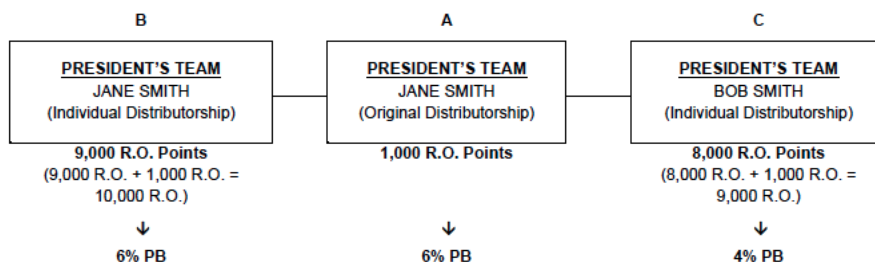 B
PRESIDENT'S TEAM
JANE SMITH
(Individual Distributorship)
9,000 R.O. Points
(9,000 R.O. + 1,000 R.O. =
10,000 R.O.)
↓
6% PB
A
PRESIDENT'S TEAM
JANE SMITH
(Original Distributorship)
1,000 R.O. Points
↓
6% PB
C
PRESIDENT'S TEAM
BOB SMITH
(Individual Distributorship)
8,000 R.O. Points
(8,000 R.O. + 1,000 R.O. =
9,000 R.O.)
↓
4% PB